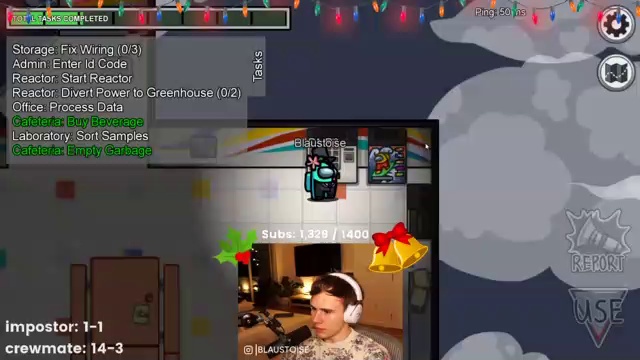 TOTAL TASKS COMPLETED
Ping: 50 ms
Storage: Fix Wiring (0/3)
Admin: Enter Id Code
Reactor: Start Reactor
Reactor: Divert Power to Greenhouse (0/2)
Office: Process Data
Cafeteria: Buy Beverage
Laboratory: Sort Samples
Cafeteria: Empty Garbage
Tasks
Blaustoise
Subs: 1,329 / 1400
REPORT
USE
impostor: 1-1
crewmate: 14-3
BLAUSTOISE